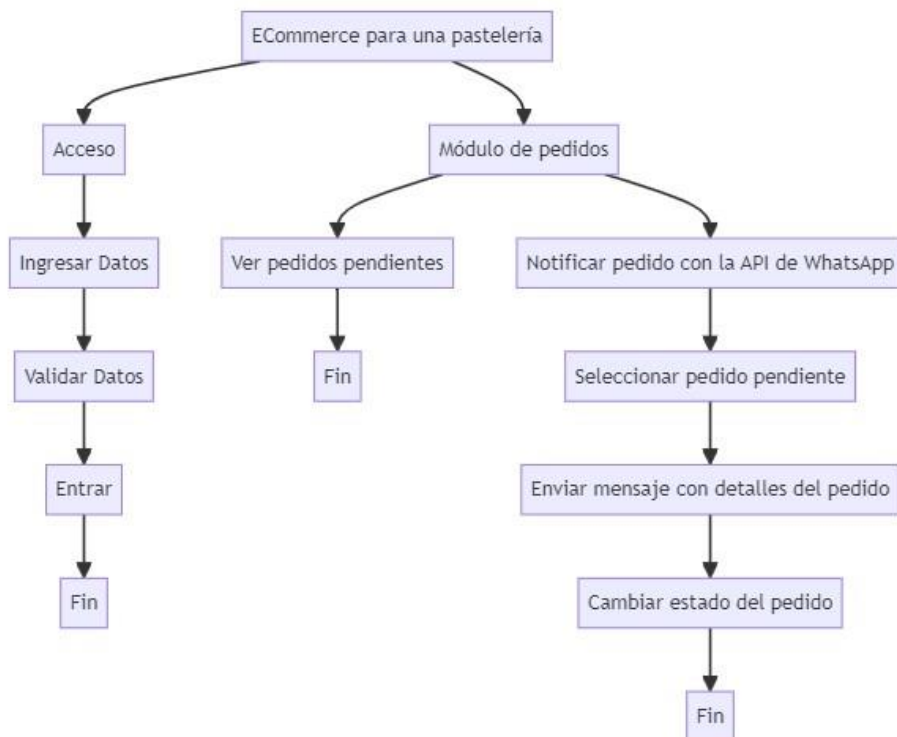 ECommerce para una pastelería
Acceso
Módulo de pedidos
Ingresar Datos
Ver pedidos pendientes
Notificar pedido con la API de WhatsApp
Validar Datos
Fin
Seleccionar pedido pendiente
Entrar
Enviar mensaje con detalles del pedido
Fin
Cambiar estado del pedido
Fin